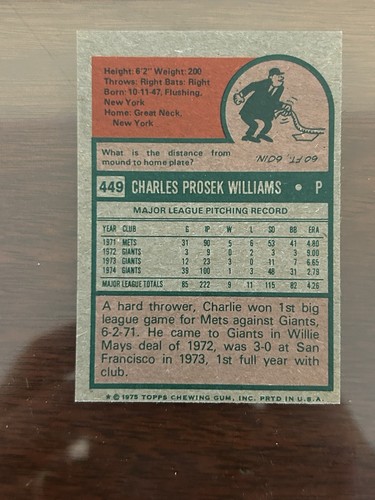 Height: 6'2" Weight: 200
Throws: Right Bats: Right
Born: 10-11-47, Flushing,
New York
Home: Great Neck,
New York
What is the distance from
mound to home plate?
60 FT. 6 IN.
449 CHARLES PROSEK WILLIAMS • P
MAJOR LEAGUE PITCHING RECORD
YEAR CLUB G IP W L SO BB ERA
1971 METS 31 90 5 6 53 41 4.80
1972 GIANTS 3 9 0 2 3 3 9.00
1973 GIANTS 12 23 3 0 11 7 6.65
1974 GIANTS 39 100 1 3 48 31 2.79
MAJOR LEAGUE TOTALS 85 222 9 11 115 82 4.26
A hard thrower, Charlie won 1st big
league game for Mets against Giants,
6-2-71. He came to Giants in Willie
Mays deal of 1972, was 3-0 at San
Francisco in 1973, 1st full year with
club.
* © 1975 TOPPS CHEWING GUM, INC. PRTD IN U.S.A.